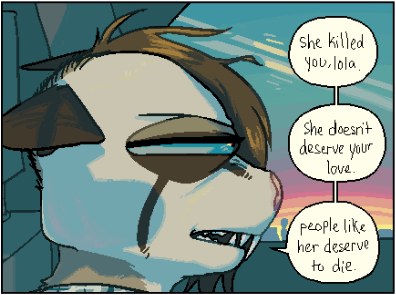 she killed
you, lola.
She doesn't
deserve your
love.
people like
her deserve
to die.